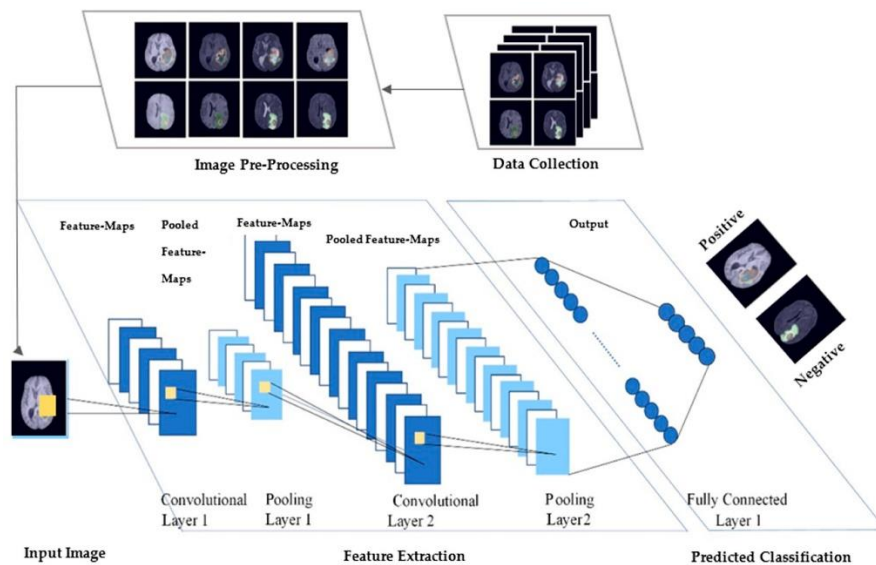 Image Pre-Processing
Data Collection
Feature-Maps
Pooled
Feature-
Maps
Feature-Maps
Pooled Feature-Maps
Output
Positive
Negative
Convolutional
Layer 1
Pooling
Layer 1
Convolutional
Layer 2
Pooling
Layer2
Fully Connected
Layer 1
Input Image
Feature Extraction
Predicted Classification